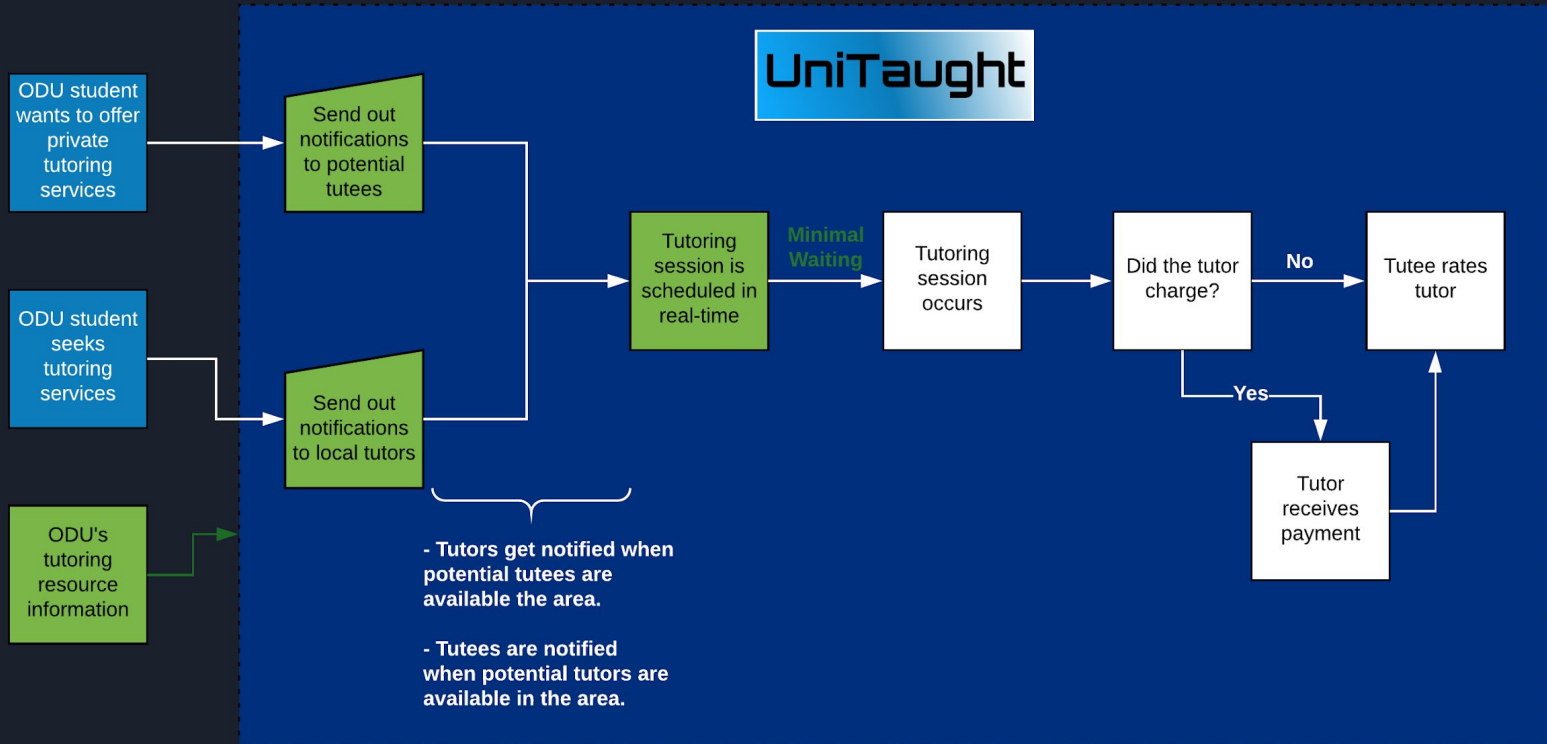 UniTaught
ODU student
wants to offer
private
tutoring
services
Send out
notifications
to potential
tutees
ODU student
seeks
tutoring
services
Send out
notifications
to local tutors
ODU's
tutoring
resource
information
- Tutors get notified when
potential tutees are
available the area.
- Tutees are notified
when potential tutors are
available in the area.
Tutoring
session is
scheduled in
real-time
Minimal
Waiting
Tutoring
session
occurs
Did the tutor
charge?
No
Tutee rates
tutor
Yes
Tutor
receives
payment